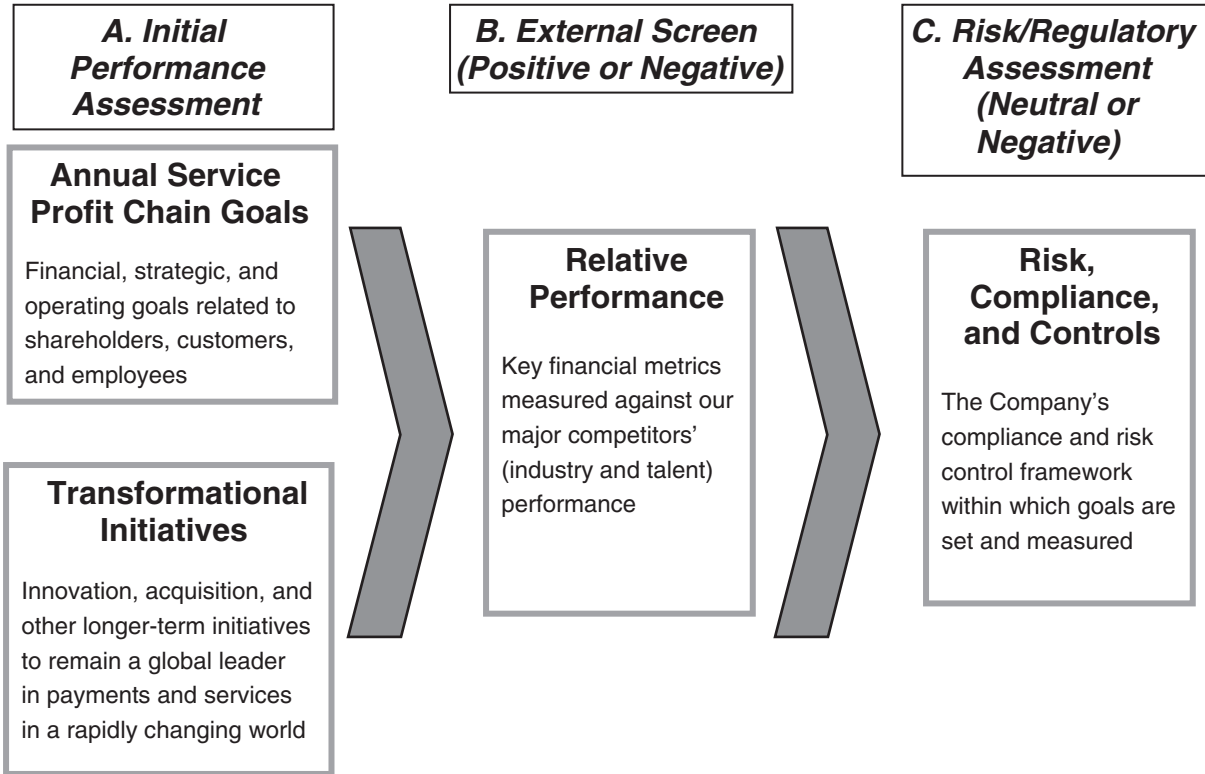 A. Initial
Performance
Assessment
Annual Service
Profit Chain Goals
Financial, strategic, and
operating goals related to
shareholders, customers,
and employees
Transformational
Initiatives
Innovation, acquisition, and
other longer-term initiatives
to remain a global leader
in payments and services
in a rapidly changing world
B. External Screen
(Positive or Negative)
Relative
Performance
Key financial metrics
measured against our
major competitors’
(industry and talent)
performance
C. Risk/Regulatory
Assessment
(Neutral or
Negative)
Risk,
Compliance,
and Controls
The Company’s
compliance and risk
control framework
within which goals are
set and measured